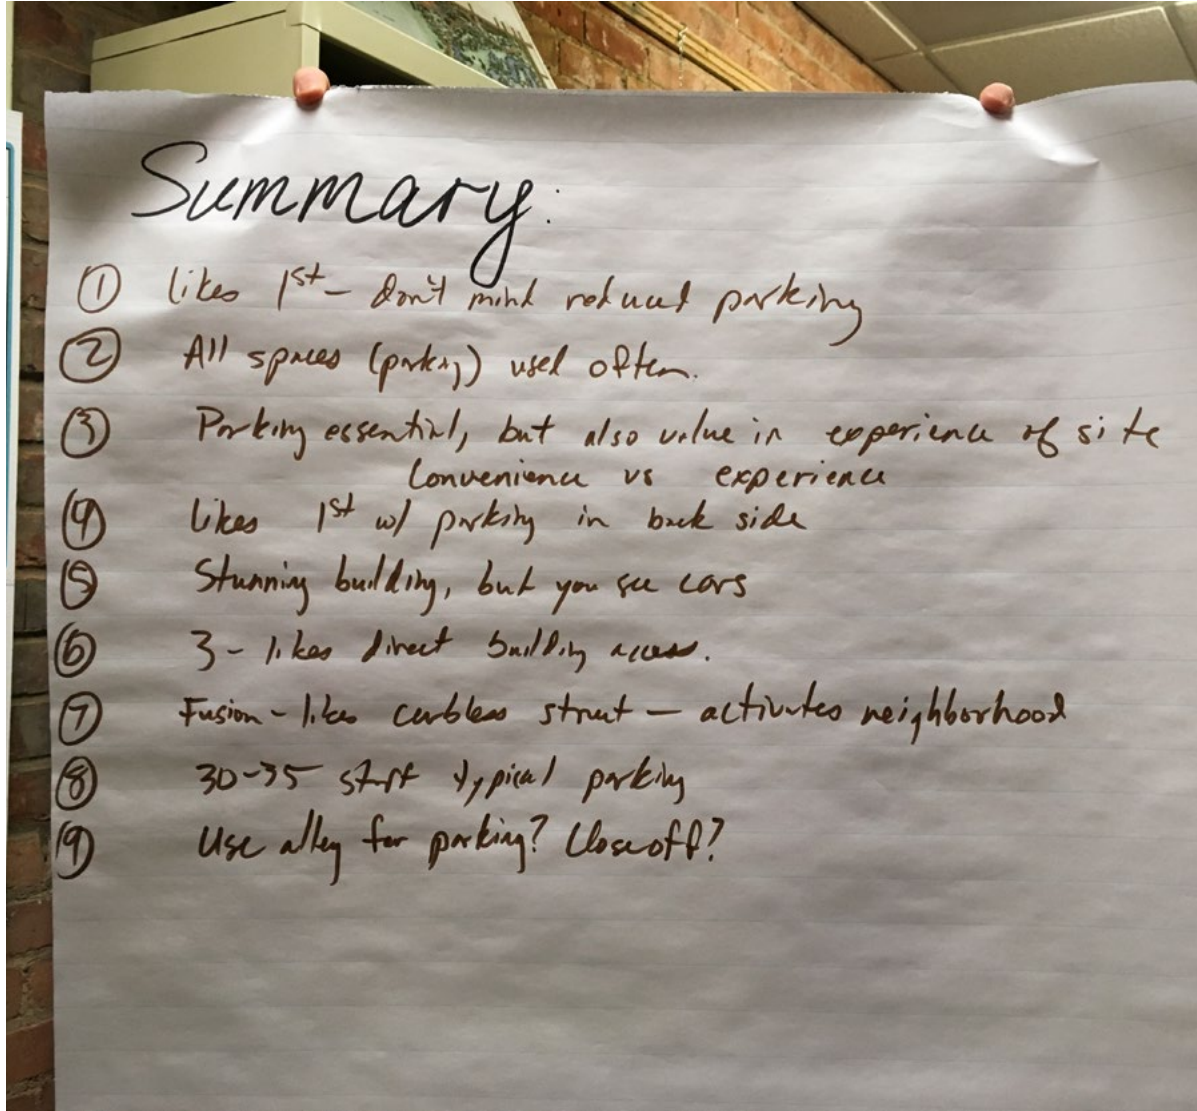 Summary:
① likes 1st - don't mind reduced parking
② All spaces (parking) used often.
③ Parking essential, but also value in experience of site
Convenience vs experience
④ likes 1st w/ parking in back side
⑤ Stunning building, but you see cars
⑥ 3 - likes direct building access.
⑦ Fusion - likes curbless street - activates neighborhood
⑧ 30-35 staff typical parking
⑨ Use alley for parking? Close off?